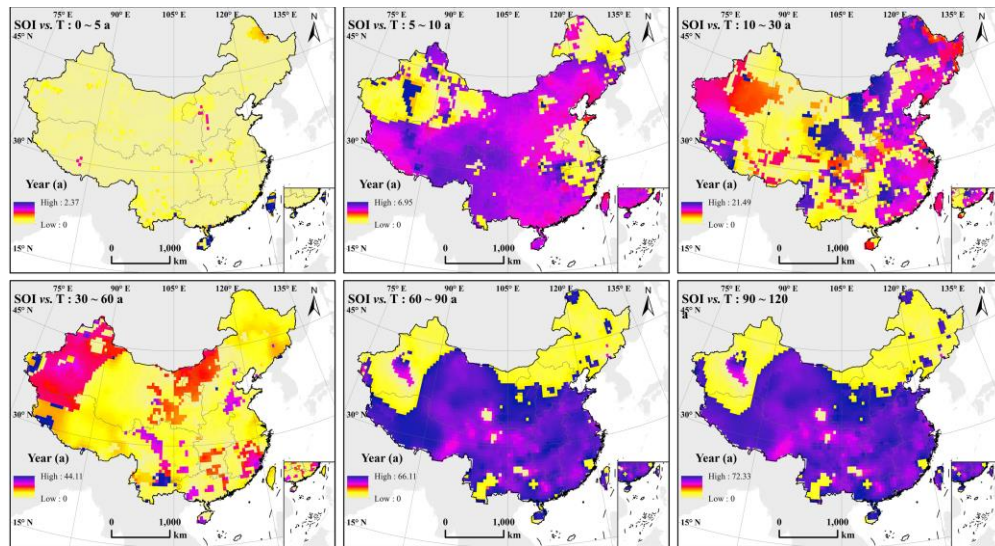 SOI vs. T : 0 ~ 5 a
75° E 90° E 105° E 120° E 135° E
N
45° N
30° N
15° N
Year (a)
High : 2.37
Low : 0
0 1,000
km
SOI vs. T : 5 ~ 10 a
75° E 90° E 105° E 120° E 135° E
N
45° N
30° N
15° N
Year (a)
High : 6.95
Low : 0
0 1,000
km
SOI vs. T : 10 ~ 30 a
75° E 90° E 105° E 120° E 135° E
N
45° N
30° N
15° N
Year (a)
High : 21.49
Low : 0
0 1,000
km
SOI vs. T : 30 ~ 60 a
75° E 90° E 105° E 120° E 135° E
N
45° N
30° N
15° N
Year (a)
High : 44.11
Low : 0
0 1,000
km
SOI vs. T : 60 ~ 90 a
75° E 90° E 105° E 120° E 135° E
N
45° N
30° N
15° N
Year (a)
High : 66.11
Low : 0
0 1,000
km
SOI vs. T : 90 ~ 120
a
75° E 90° E 105° E 120° E 135° E
N
45° N
30° N
15° N
Year (a)
High : 72.33
Low : 0
0 1,000
km